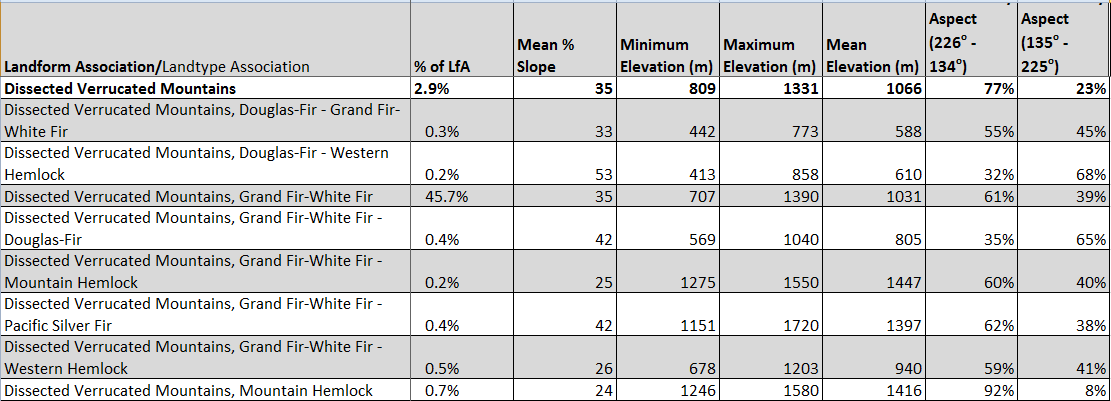 Landform Association/Landtype Association % of LfA Mean % Slope Minimum Elevation (m) Maximum Elevation (m) Mean Elevation (m) Aspect (226° - 134°) Aspect (135° - 225°)
Dissected Verrucated Mountains 2.9% 35 809 1331 1066 77% 23%
Dissected Verrucated Mountains, Douglas-Fir - Grand Fir-
White Fir 0.3% 33 442 773 588 55% 45%
Dissected Verrucated Mountains, Douglas-Fir - Western
Hemlock 0.2% 53 413 858 610 32% 68%
Dissected Verrucated Mountains, Grand Fir-White Fir 45.7% 35 707 1390 1031 61% 39%
Dissected Verrucated Mountains, Grand Fir-White Fir -
Douglas-Fir 0.4% 42 569 1040 805 35% 65%
Dissected Verrucated Mountains, Grand Fir-White Fir -
Mountain Hemlock 0.2% 25 1275 1550 1447 60% 40%
Dissected Verrucated Mountains, Grand Fir-White Fir -
Pacific Silver Fir 0.4% 42 1151 1720 1397 62% 38%
Dissected Verrucated Mountains, Grand Fir-White Fir -
Western Hemlock 0.5% 26 678 1203 940 59% 41%
Dissected Verrucated Mountains, Mountain Hemlock 0.7% 24 1246 1580 1416 92% 8%